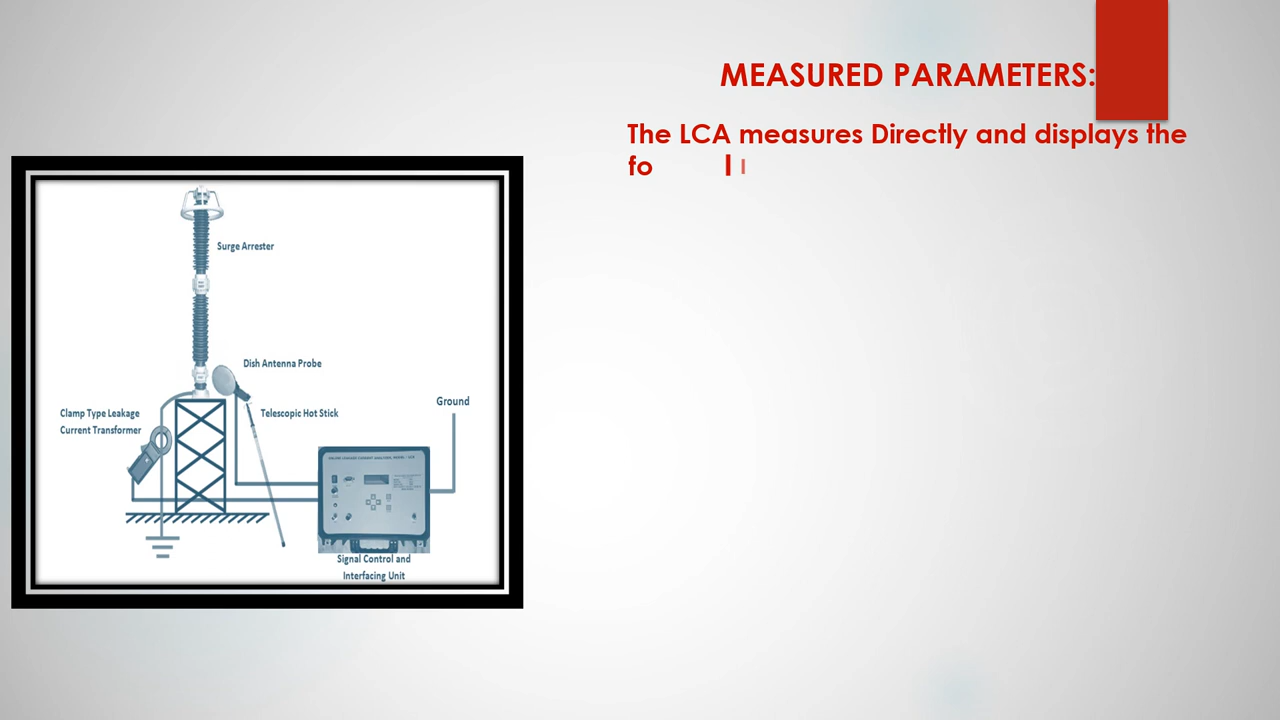 MEASURED PARAMETERS:
The LCA measures Directly and displays the
fo
Surge Arrester
Dish Antenna Probe
Clamp Type Leakage
Current Transformer
Telescopic Hot Stick
Ground
Signal Control and
Interfacing Unit